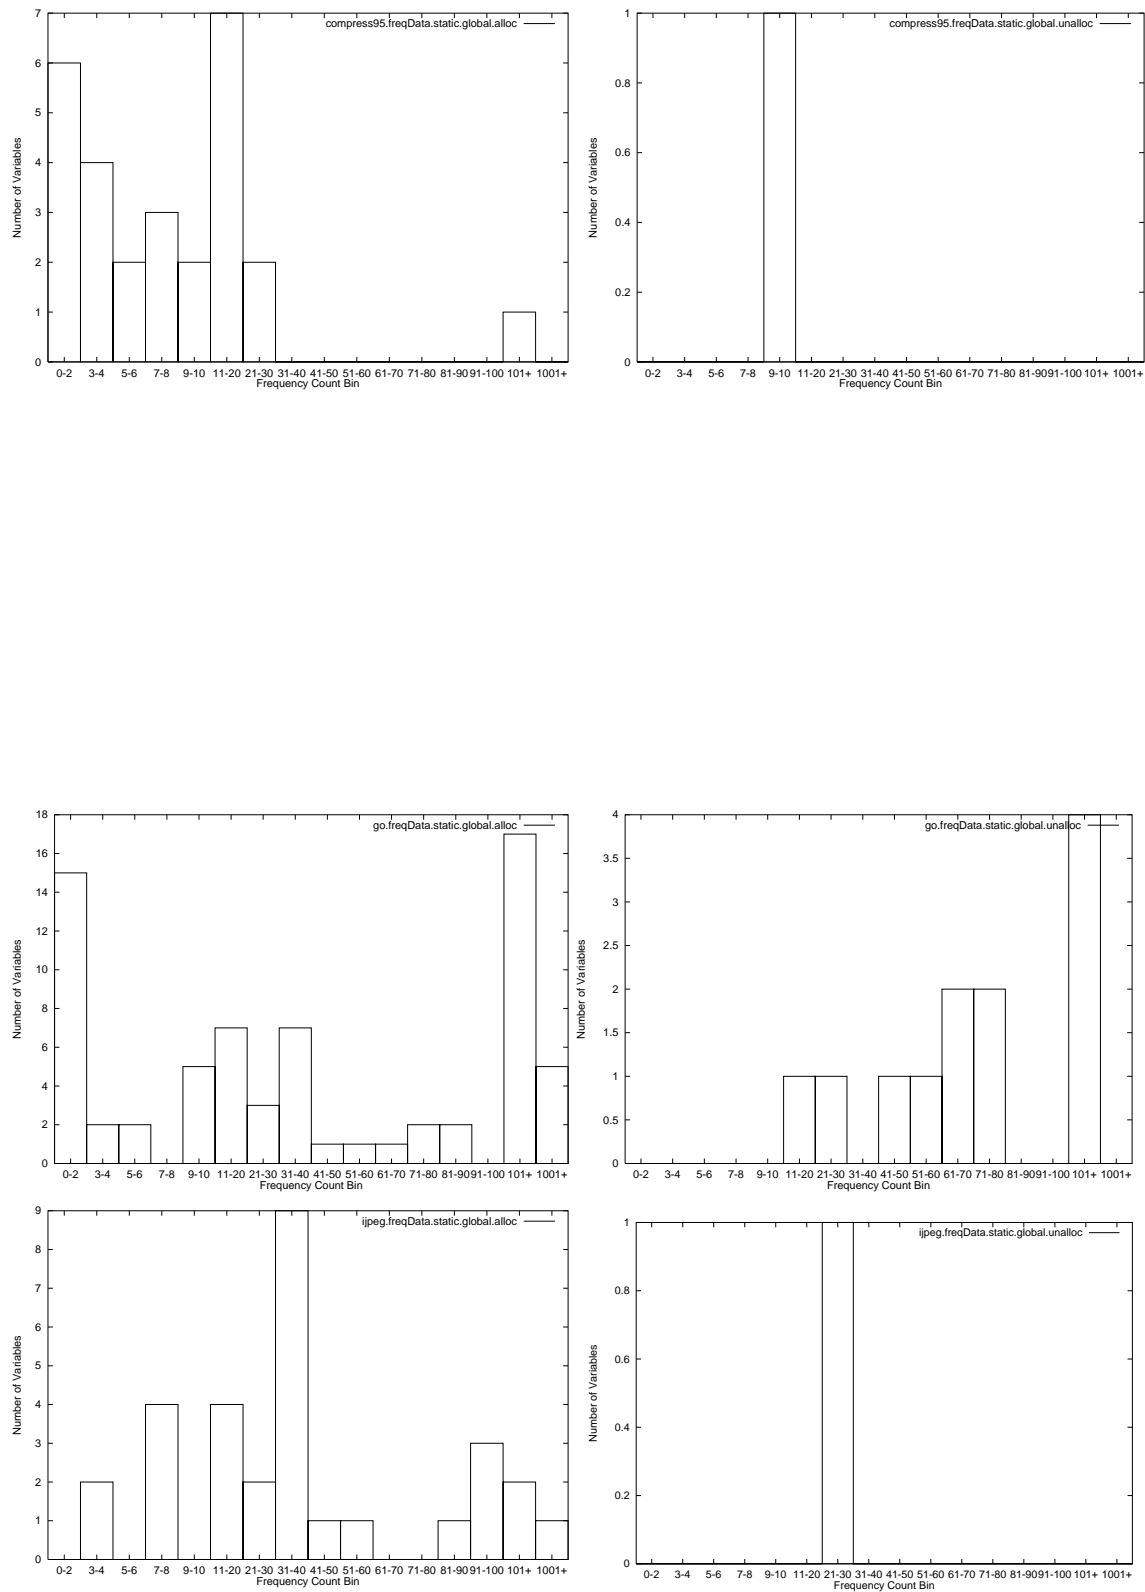 7
6
5
4
3
2
1
0
Number of Variables
compress95.freqData.static.global.alloc
0-2 3-4 5-6 7-8 9-10 11-20 21-30 31-40 41-50 51-60 61-70 71-80 81-90 91-100 101+ 1001+
Frequency Count Bin
1
0.8
0.6
0.4
0.2
0
Number of Variables
compress95.freqData.static.global.unalloc
0-2 3-4 5-6 7-8 9-10 11-20 21-30 31-40 41-50 51-60 61-70 71-80 81-90 91-100 101+ 1001+
Frequency Count Bin
18
16
14
12
10
8
6
4
2
0
Number of Variables
go.freqData.static.global.alloc
0-2 3-4 5-6 7-8 9-10 11-20 21-30 31-40 41-50 51-60 61-70 71-80 81-90 91-100 101+ 1001+
Frequency Count Bin
4
3.5
3
2.5
2
1.5
1
0.5
0
Number of Variables
go.freqData.static.global.unalloc
0-2 3-4 5-6 7-8 9-10 11-20 21-30 31-40 41-50 51-60 61-70 71-80 81-90 91-100 101+ 1001+
Frequency Count Bin
9
8
7
6
5
4
3
2
1
0
Number of Variables
ijpeg.freqData.static.global.alloc
0-2 3-4 5-6 7-8 9-10 11-20 21-30 31-40 41-50 51-60 61-70 71-80 81-90 91-100 101+ 1001+
Frequency Count Bin
1
0.8
0.6
0.4
0.2
0
Number of Variables
ijpeg.freqData.static.global.unalloc
0-2 3-4 5-6 7-8 9-10 11-20 21-30 31-40 41-50 51-60 61-70 71-80 81-90 91-100 101+ 1001+
Frequency Count Bin